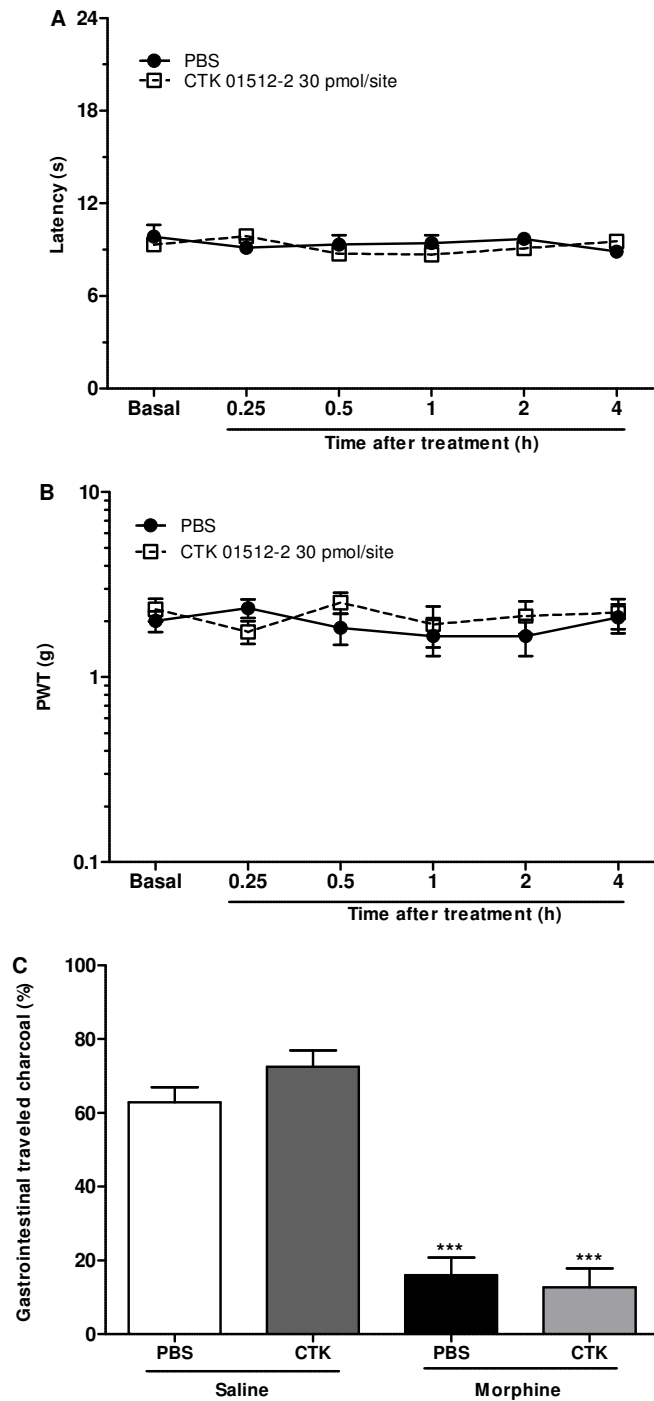 A
24
PBS
CTK 01512-2 30 pmol/site
18
12
6
0
Latency (s)
Basal 0.25 0.5 1 2 4
Time after treatment (h)
B
10
PBS
CTK 01512-2 30 pmol/site
1
0.1
PWT (g)
Basal 0.25 0.5 1 2 4
Time after treatment (h)
C
100
80
60
40
20
0
Gastrointestinal traveled charcoal (%)
*** ***
PBS CTK PBS CTK
Saline Morphine